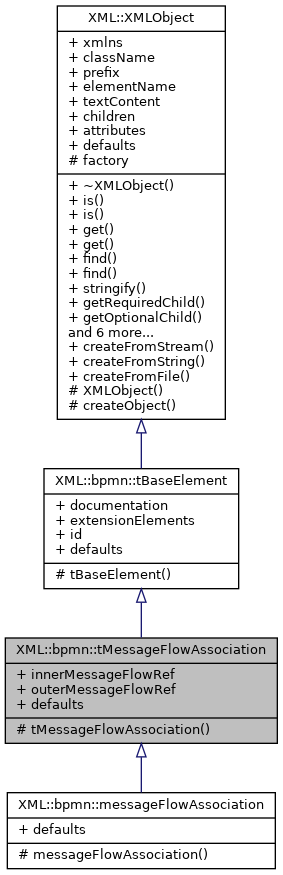 XML::XMLObject
+ xmlns
+ className
+ prefix
+ elementName
+ textContent
+ children
+ attributes
+ defaults
# factory
+ ~XMLObject()
+ is()
+ is()
+ get()
+ get()
+ find()
+ find()
+ stringify()
+ getRequiredChild()
+ getOptionalChild()
and 6 more...
+ createFromStream()
+ createFromString()
+ createFromFile()
# XMLObject()
# createObject()
XML::bpmn::tBaseElement
+ documentation
+ extensionElements
+ id
+ defaults
# tBaseElement()
XML::bpmn::tMessageFlowAssociation
+ innerMessageFlowRef
+ outerMessageFlowRef
+ defaults
# tMessageFlowAssociation()
XML::bpmn::messageFlowAssociation
+ defaults
# messageFlowAssociation()